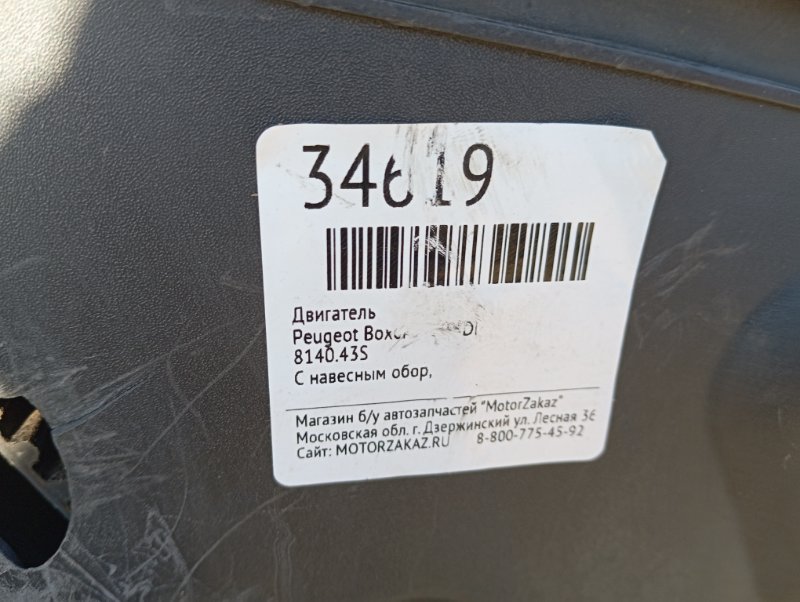 34619
Двигатель
Peugeot
8140.43S
С навесным обор,
Магазин б/у автозапчастей "MotorZakaz"
Московская обл. г. Дзержинский ул. Лесная 36
Сайт: MOTORZAKAZ.RU 8-800-775-45-92